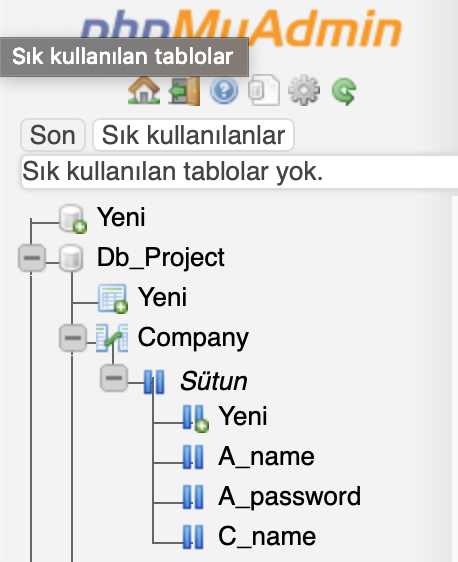 phpMyAdmin
Sık kullanılan tablolar
Son Sık kullanılanlar
Sık kullanılan tablolar yok.
Yeni
Db_Project
Yeni
Company
Sütun
Yeni
A_name
A_password
C_name